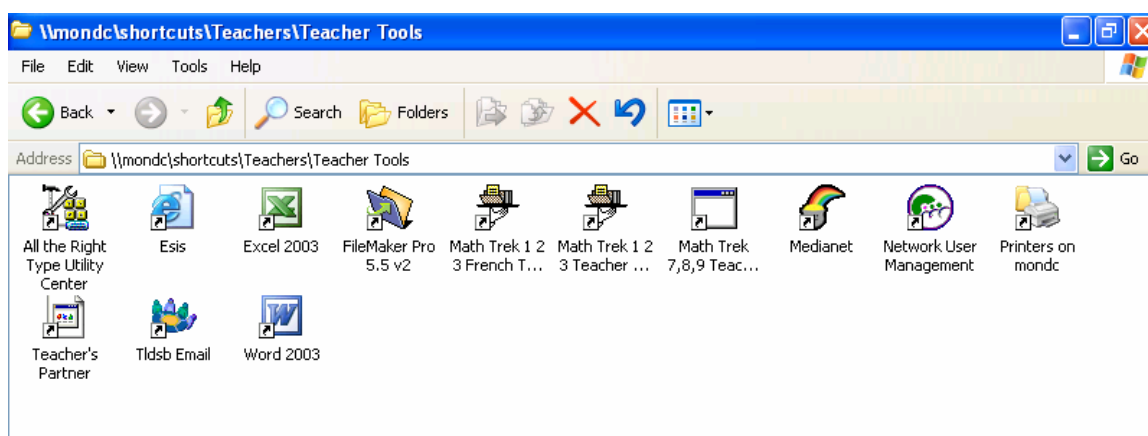 \\mondc\shortcuts\Teachers\Teacher Tools
File Edit View Tools Help
Back Search Folders
Address \\mondc\shortcuts\Teachers\Teacher Tools Go
All the Right
Type Utility
Center
Esis
Excel 2003
FileMaker Pro
5.5 v2
Math Trek 1 2
3 French T...
Math Trek 1 2
3 Teacher ...
Math Trek
7,8,9 Teac...
Medianet
Network User
Management
Printers on
mondc
Teacher's
Partner
Tldsb Email
Word 2003